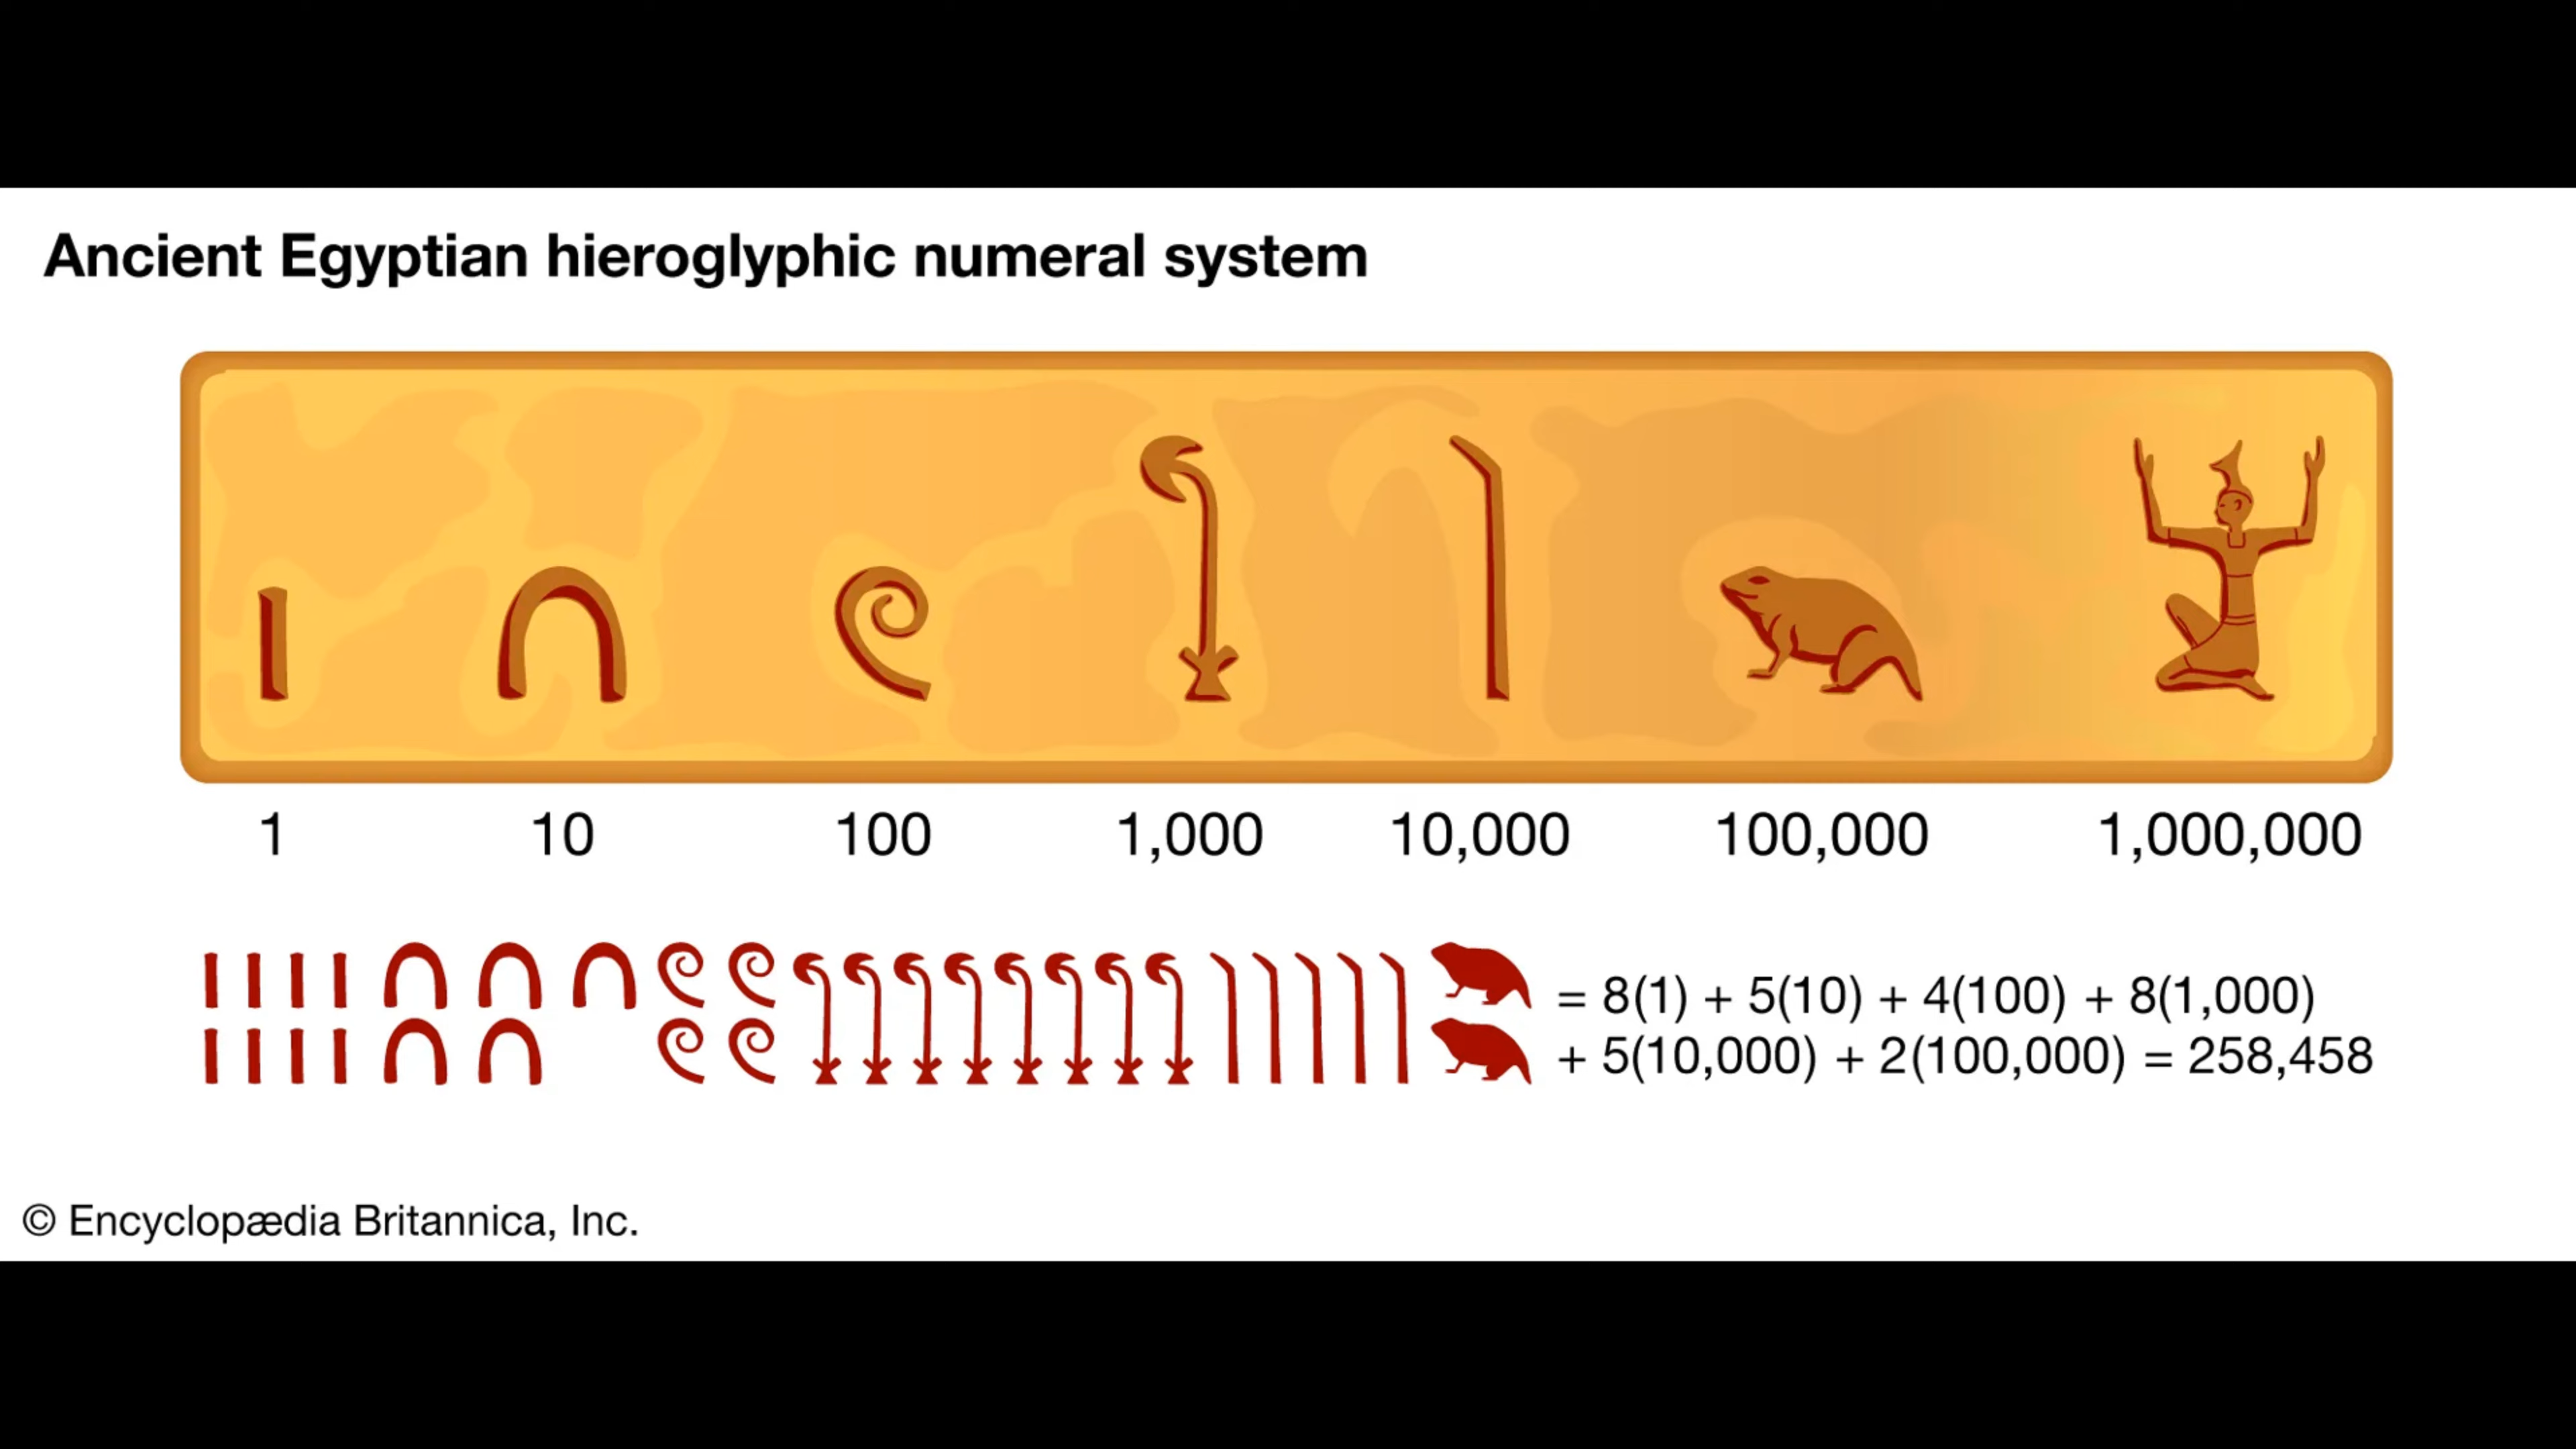 Ancient Egyptian hieroglyphic numeral system
1 10 100 1,000 10,000 100,000 1,000,000
= 8(1) + 5(10) + 4(100) + 8(1,000)
+ 5(10,000) + 2(100,000) = 258,458
© Encyclopædia Britannica, Inc.